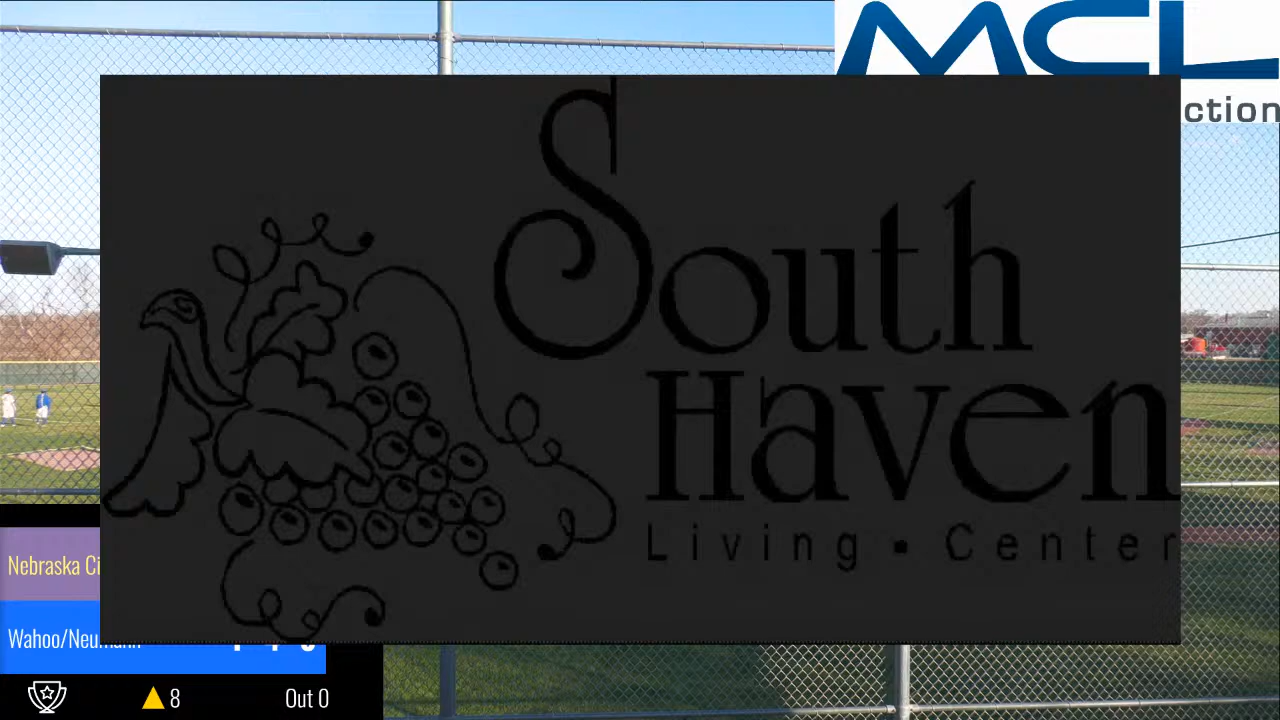 MCL
ction
South
Haven
Living ▪ Center
Nebraska Ci
Wahoo/Neumann
8 Out 0